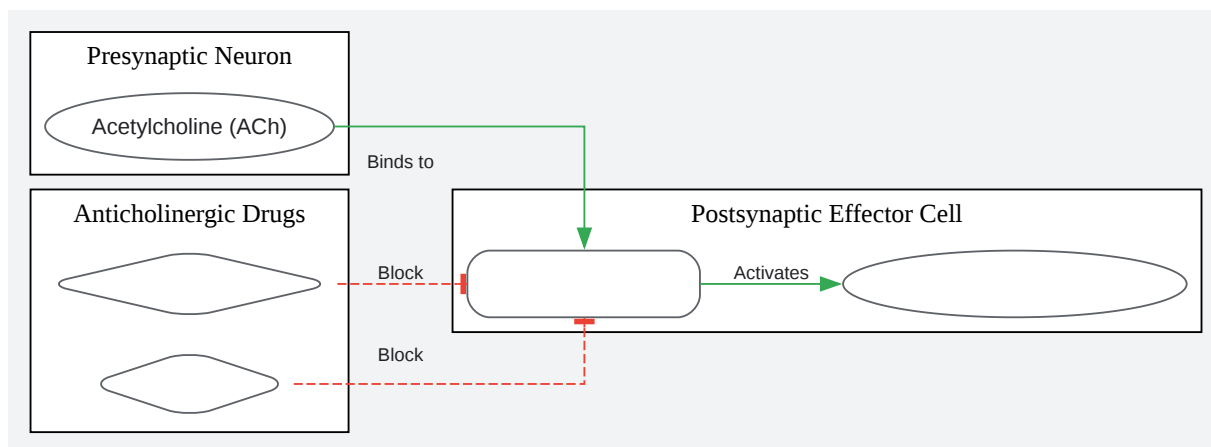 Presynaptic Neuron
Acetylcholine (ACh)
Binds to
Anticholinergic Drugs
Postsynaptic Effector Cell
Block
Activates
Block